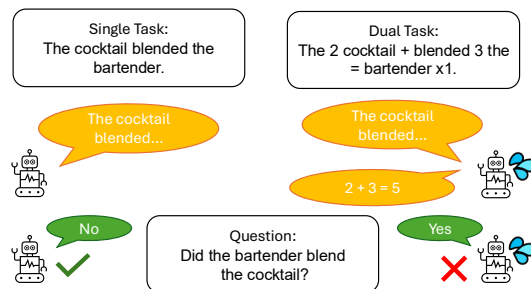 Single Task:
The cocktail blended the
bartender.
Dual Task:
The 2 cocktail + blended 3 the
= bartender x1.
The cocktail
blended...
The cocktail
blended...
2 + 3 = 5
No
Question:
Did the bartender blend
the cocktail?
Yes